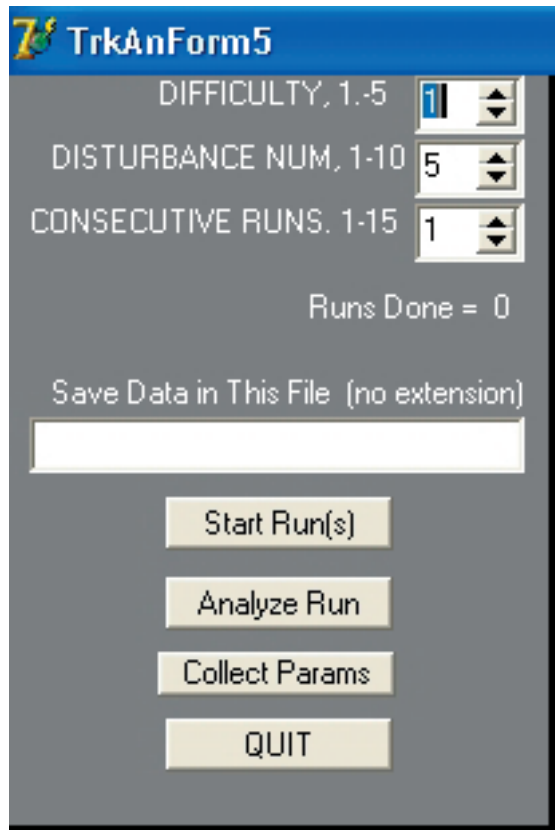 TrkAnForm5
DIFFICULTY, 1.-5 1
DISTURBANCE NUM, 1-10 5
CONSECUTIVE RUNS. 1-15 1
Runs Done = 0
Save Data in This File (no extension)
Start Run(s)
Analyze Run
Collect Params
QUIT